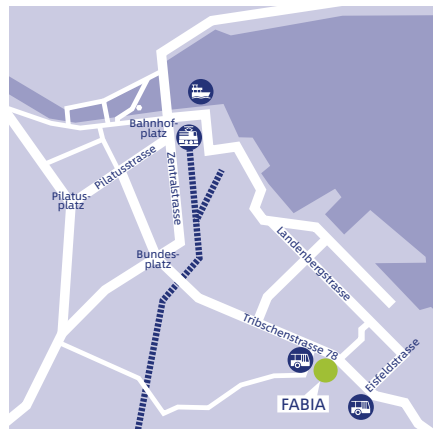 Bahnhof-
platz
Pilatusstrasse
Zentralstrasse
Pilatus-
platz
Bundes-
platz
Landenbergstrasse
Tribschenstrasse 78
Eisfeldstrasse
FABIA